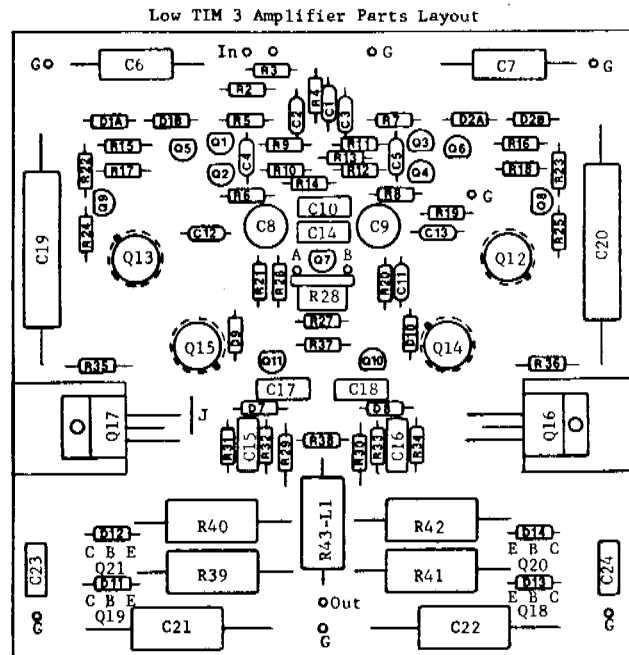 Low TIM 3 Amplifier Parts Layout
In G
G C6 R3 C7 G
R2 R4 C1
D1A D1B R5 C2 C3 R7 D2A D2B
R15 Q5 Q1 R9 R11 Q3 Q6 R16
R22 R17 Q2 C4 R10 R13 R12 C5 Q4 R18 R23
R14
Q9 R6 C10 R8 G Q8
R24 C12 C8 C14 C9 R19 C13 R25
C19 Q13 A Q7 B Q12 C20
R21 R26 R28 R20 C11
R27
Q15 D9 R37 D10 Q14
R35 Q11 Q10 R36
C17 C18
Q17 J D7 D8 Q16
R31 C15 R32 R29 R38 R30 R33 C16 R34
R40 R43-L1 R42
D12 D14
C B E E B C
C23 Q21 R39 R41 Q20 C24
D11 D13
C B E E B C
Q19 Out Q18
G C21 G C22 G